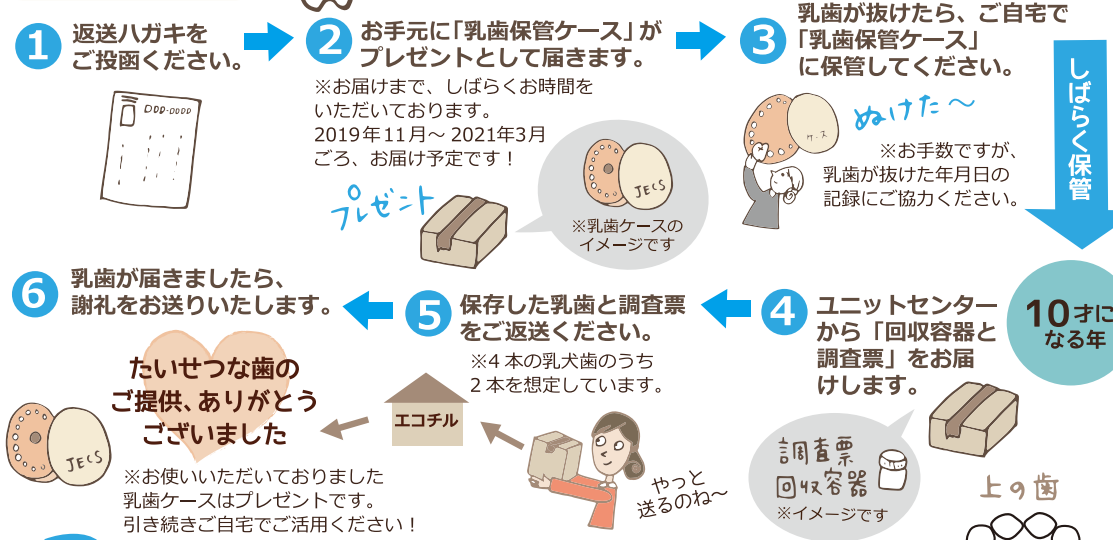 1 返送ハガキを
ご投函ください。
2 お手元に「乳歯保管ケース」が
プレゼントとして届きます。
※お届けまで、しばらくお時間を
いただいております。
2019年11月～2021年3月
ごろ、お届け予定です！
プレゼント
JECS
※乳歯ケースの
イメージです
3 乳歯が抜けたら、ご自宅で
「乳歯保管ケース」
に保管してください。
ケース
ぬけた～
※お手数ですが、
乳歯が抜けた年月日の
記録にご協力ください。
しばらく保管
10才に
なる年
4 ユニットセンター
から「回収容器と
調査票」をお届
けします。
調査票
回収容器
※イメージです
上の歯
5 保存した乳歯と調査票
をご返送ください。
※4本の乳犬歯のうち
2本を想定しています。
エコチル
やっと
送るのね～
6 乳歯が届きましたら、
謝礼をお送りいたします。
たいせつな歯の
ご提供、ありがとう
ございました
JECS
※お使いいただいておりました
乳歯ケースはプレゼントです。
引き続きご自宅でご活用ください！